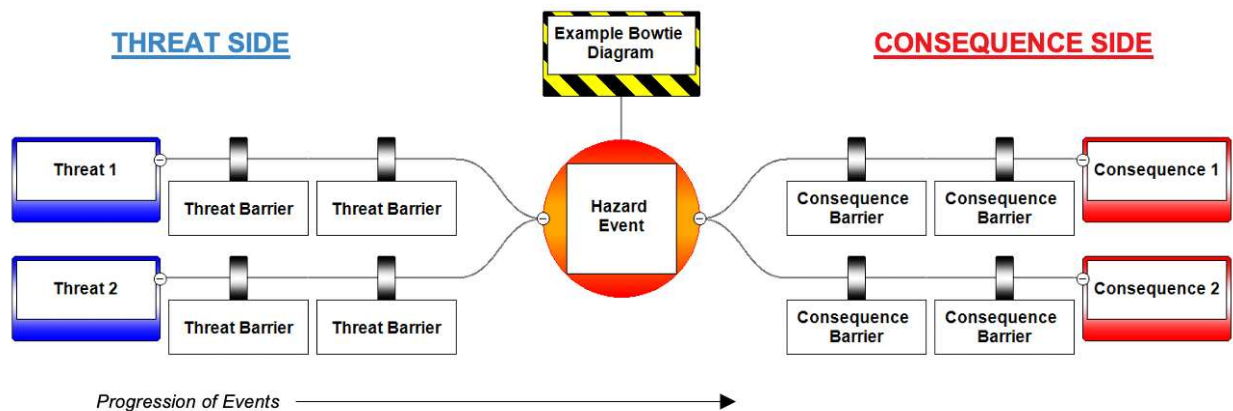 THREAT SIDE
Example Bowtie
Diagram
CONSEQUENCE SIDE
Threat 1
Threat Barrier
Threat Barrier
Hazard
Event
Consequence
Barrier
Consequence
Barrier
Consequence 1
Threat 2
Threat Barrier
Threat Barrier
Consequence
Barrier
Consequence
Barrier
Consequence 2
Progression of Events